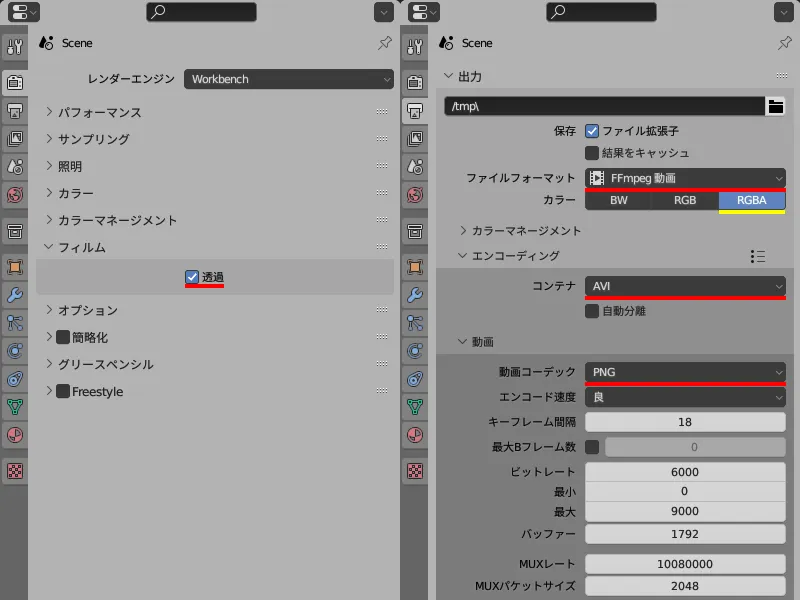 Scene
レンダーエンジン Workbench
パフォーマンス
サンプリング
照明
カラー
カラーマネージメント
フィルム
透過
オプション
簡略化
グリースペンシル
Freestyle
Scene
出力
/tmp\
保存 ファイル拡張子
結果をキャッシュ
ファイルフォーマット FFmpeg 動画
カラー BW RGB RGBA
カラーマネージメント
エンコーディング
コンテナ AVI
自動分離
動画
動画コーデック PNG
エンコード速度 良
キーフレーム間隔 18
最大Bフレーム数 0
ビットレート 6000
最小 0
最大 9000
バッファー 1792
MUXレート 10080000
MUXパケットサイズ 2048